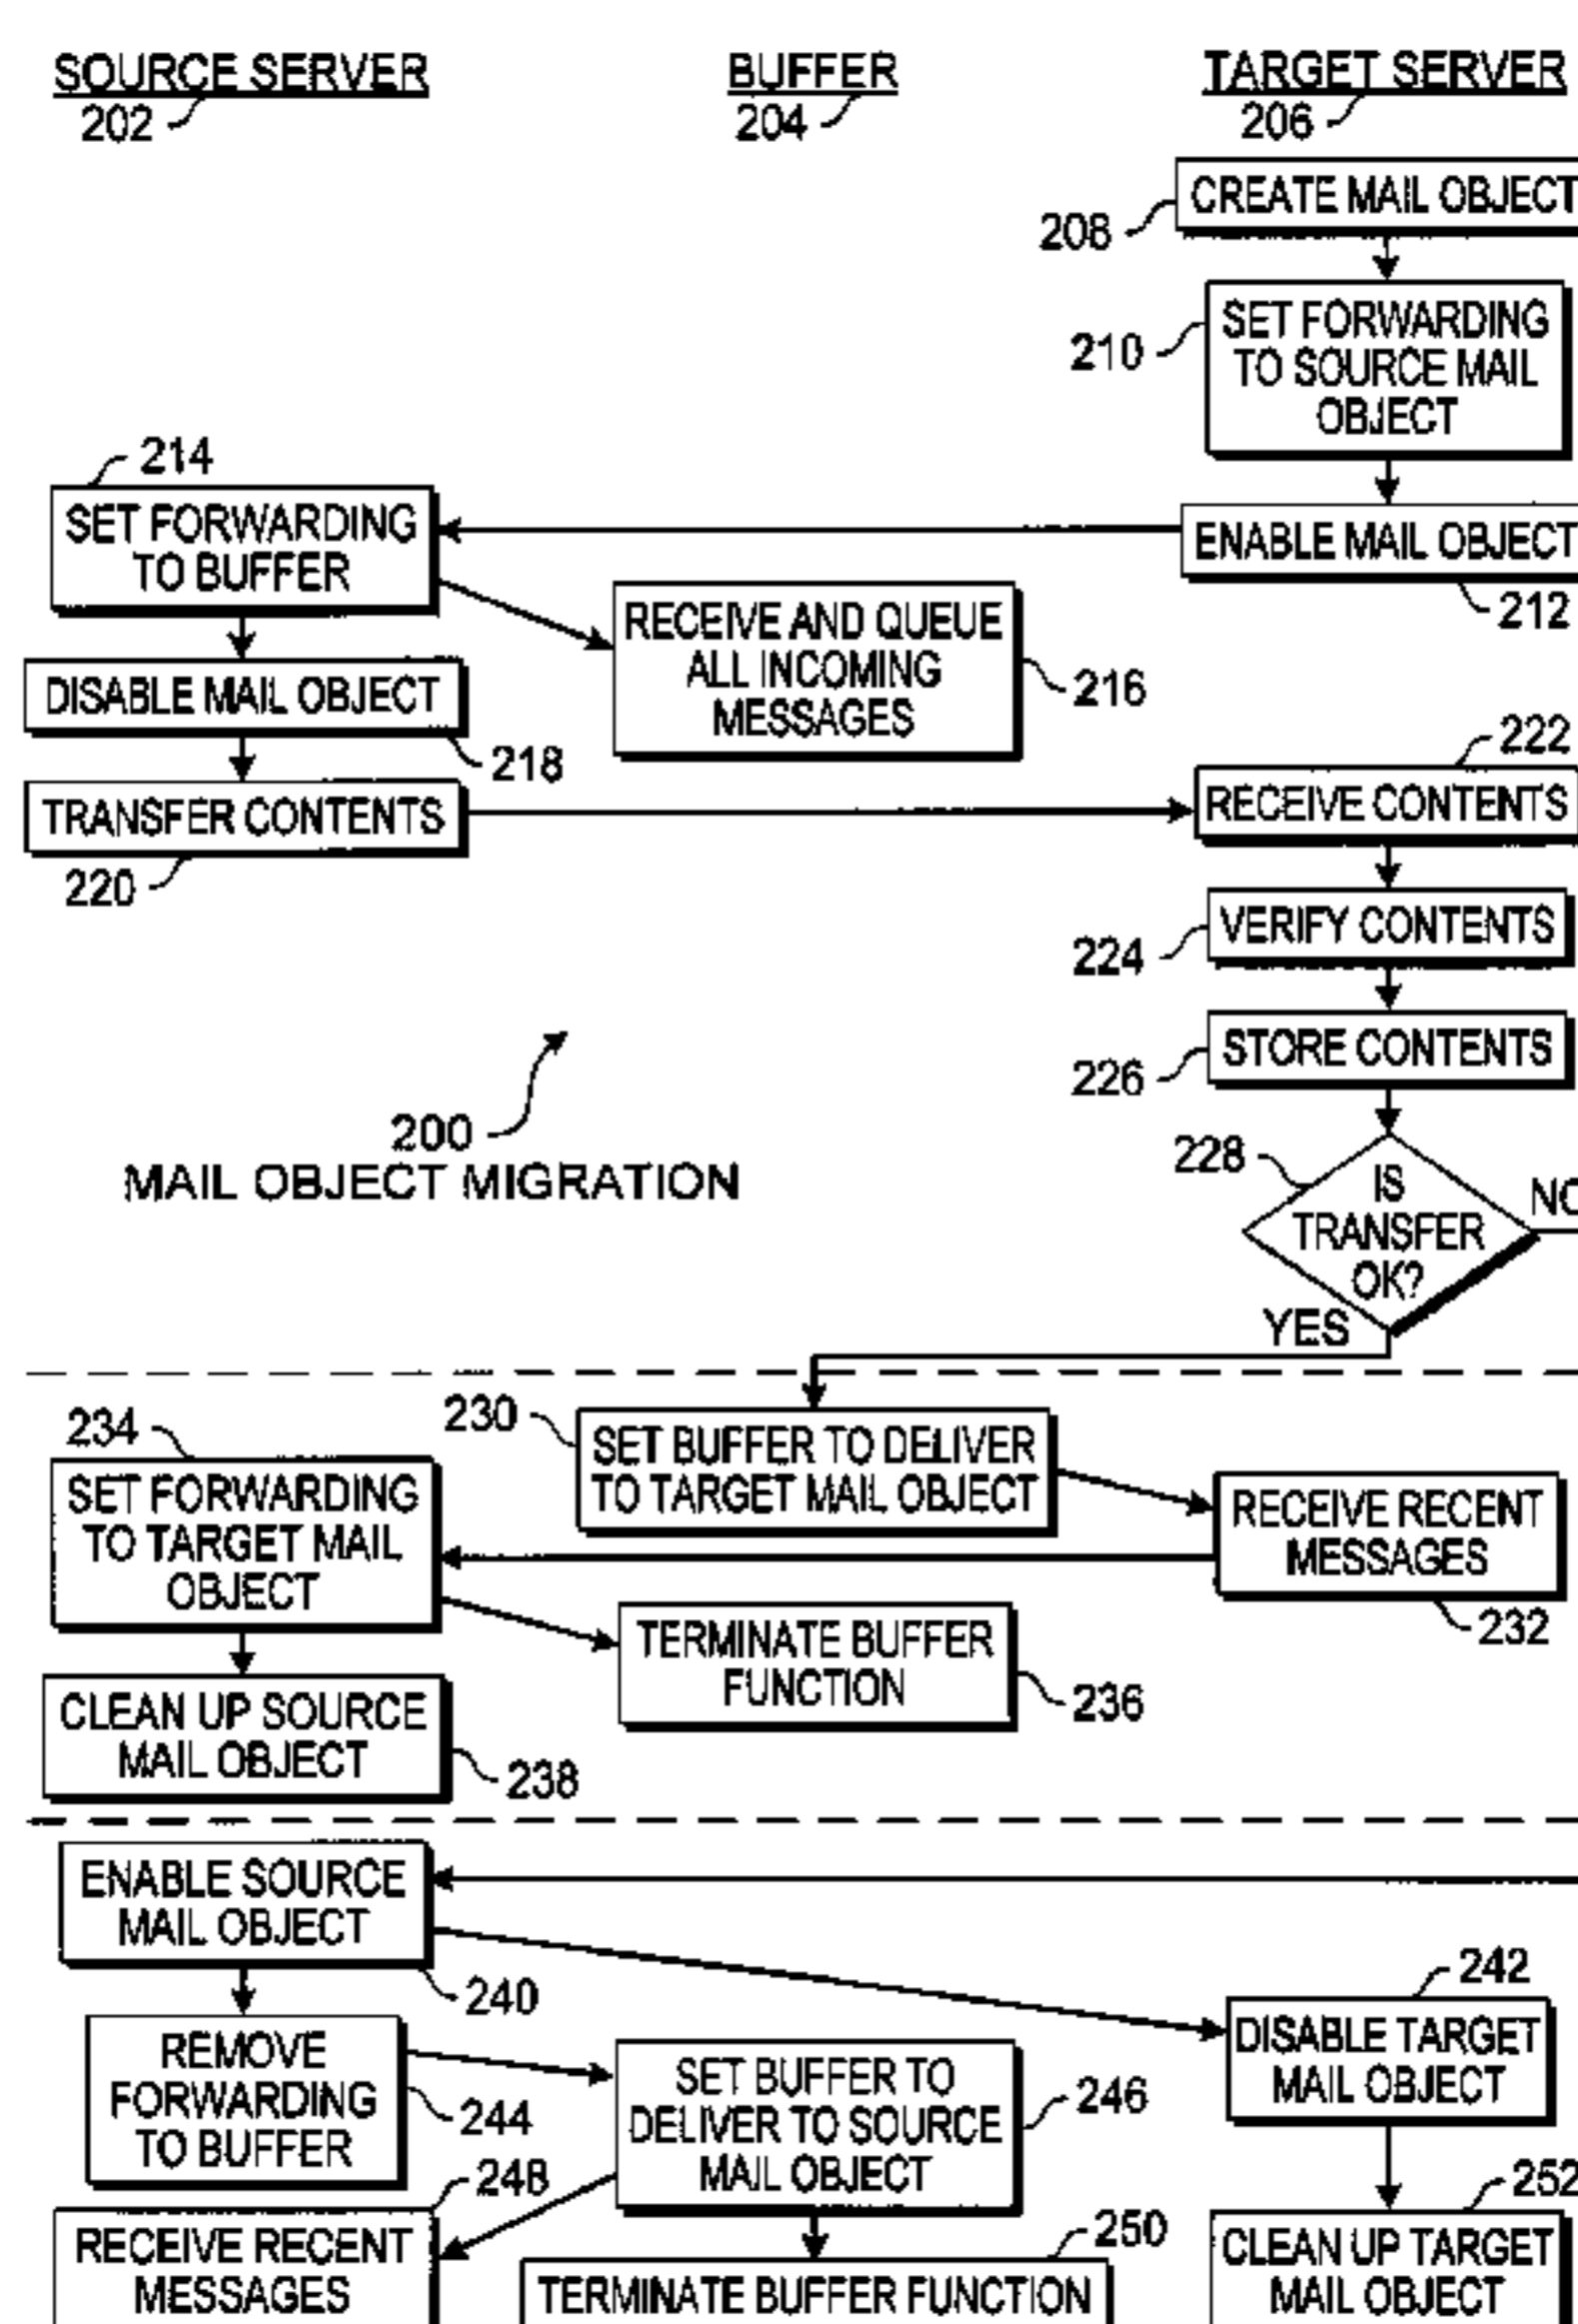 SOURCE SERVER
202
BUFFER
204
TARGET SERVER
206
CREATE MAIL OBJECT
208
SET FORWARDING
TO SOURCE MAIL
OBJECT
210
214
SET FORWARDING
TO BUFFER
ENABLE MAIL OBJECT
212
RECEIVE AND QUEUE
ALL INCOMING
MESSAGES
216
DISABLE MAIL OBJECT
218
222
TRANSFER CONTENTS
220
RECEIVE CONTENTS
VERIFY CONTENTS
224
STORE CONTENTS
226
200
MAIL OBJECT MIGRATION
228
IS
TRANSFER
OK?
NO
YES
234
230
SET BUFFER TO DELIVER
TO TARGET MAIL OBJECT
SET FORWARDING
TO TARGET MAIL
OBJECT
RECEIVE RECENT
MESSAGES
232
TERMINATE BUFFER
FUNCTION
236
CLEAN UP SOURCE
MAIL OBJECT
238
ENABLE SOURCE
MAIL OBJECT
240
242
DISABLE TARGET
MAIL OBJECT
REMOVE
FORWARDING
TO BUFFER
244
SET BUFFER TO
DELIVER TO SOURCE
MAIL OBJECT
246
248
RECEIVE RECENT
MESSAGES
250
TERMINATE BUFFER FUNCTION
252
CLEAN UP TARGET
MAIL OBJECT